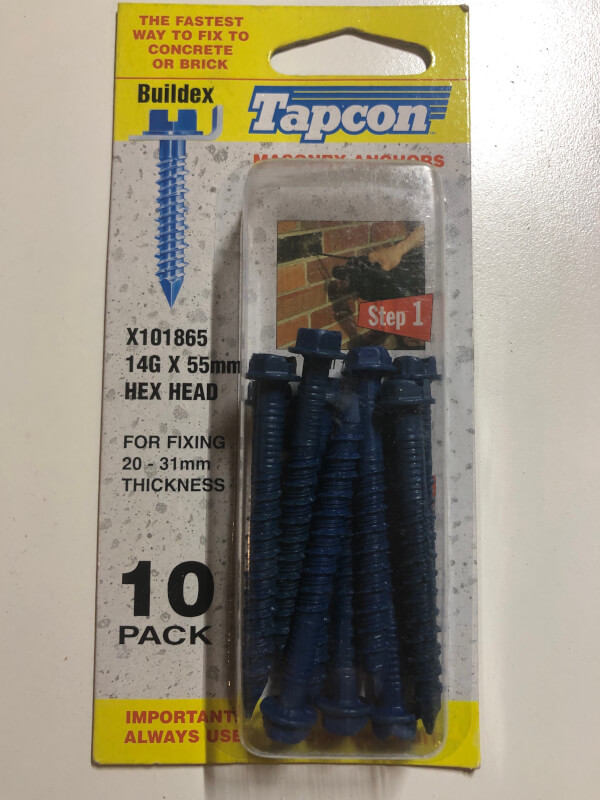 THE FASTEST
WAY TO FIX TO
CONCRETE
OR BRICK
Buildex
Tapcon
MASONRY ANCHORS
Step 1
X101865
14G X 55mm
HEX HEAD
FOR FIXING
20 - 31mm
THICKNESS
10
PACK
IMPORTANT
ALWAYS USE